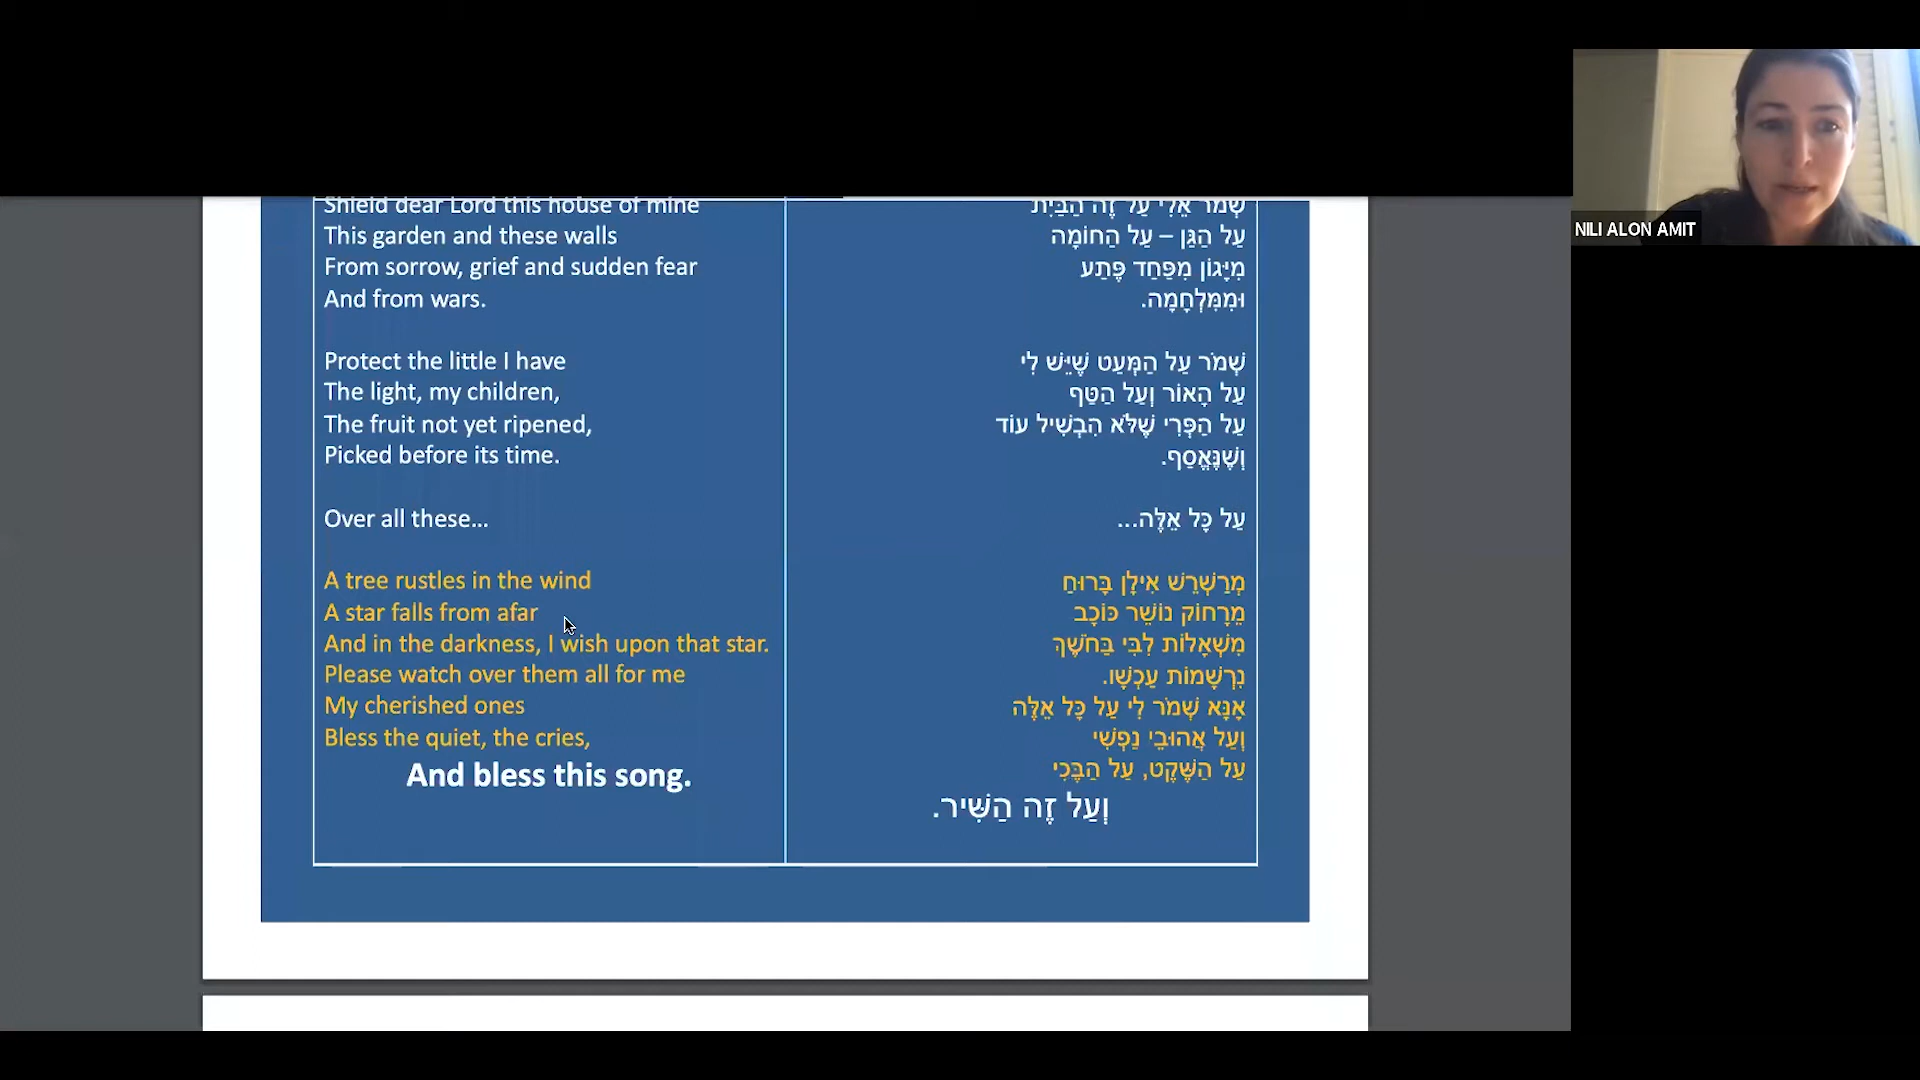 Shield dear Lord this house of mine
This garden and these walls
From sorrow, grief and sudden fear
And from wars.
Protect the little I have
The light, my children,
The fruit not yet ripened,
Picked before its time.
Over all these...
A tree rustles in the wind
A star falls from afar
And in the darkness, I wish upon that star.
Please watch over them all for me
My cherished ones
Bless the quiet, the cries,
And bless this song.
שְׁמֹר אֵלִי עַל זֶה הַבַּיִת
עַל הַגַּן – עַל הַחוֹמָה
מִיָּגוֹן מִפַּחַד פֶּתַע
וּמִמִּלְחָמָה.
שְׁמֹר עַל הַמְּעַט שֶׁיֵּשׁ לִי
עַל הָאוֹר וְעַל הַטַּף
עַל הַפְּרִי שֶׁלֹּא הִבְשִׁיל עוֹד
וְשֶׁנֶּאֱסַף.
עַל כָּל אֵלֶּה...
מְרַשְׁרֵשׁ אִילָן בָּרוּחַ
מֵרָחוֹק נוֹשֵׁר כּוֹכָב
מִשְׁאָלוֹת לִבִּי בַּחֹשֶׁךְ
נִרְשָׁמוֹת עַכְשָׁו.
אָנָּא שְׁמֹר לִי עַל כָּל אֵלֶּה
וְעַל אֲהוּבֵי נַפְשִׁי
עַל הַשֶּׁקֶט, עַל הַבֶּכִי
וְעַל זֶה הַשִּׁיר.
NILI ALON AMIT